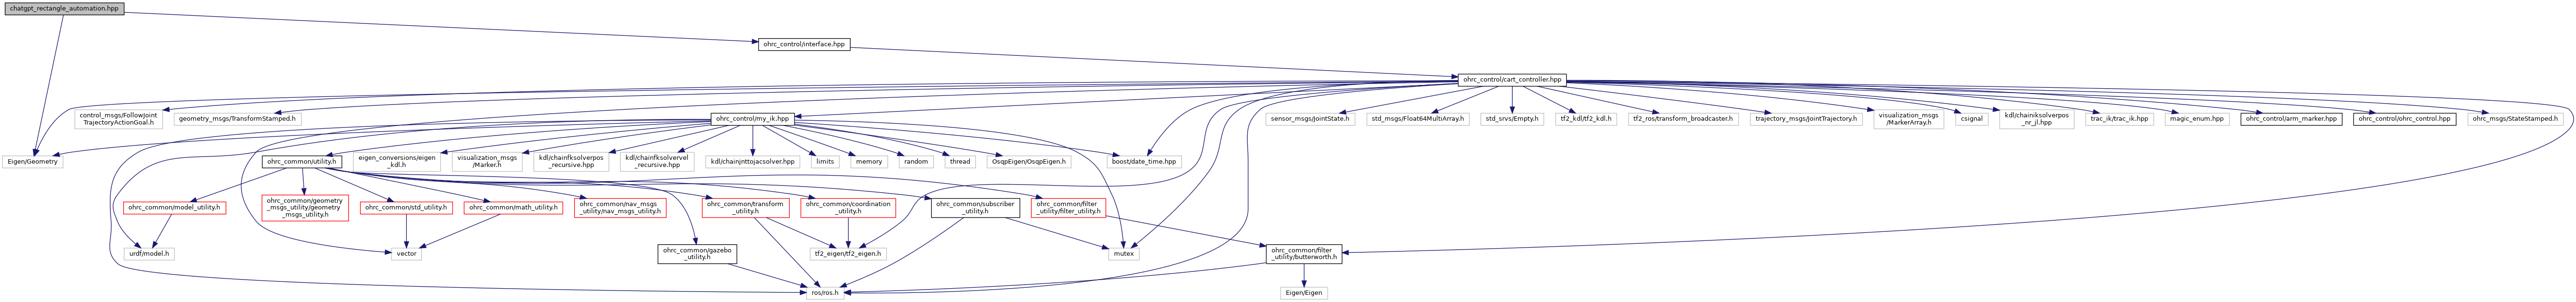 chatgpt_rectangle_automation.hpp
ohrc_control/interface.hpp
ohrc_control/cart_controller.hpp
control_msgs/FollowJoint
TrajectoryActionGoal.h
geometry_msgs/TransformStamped.h
ohrc_control/my_ik.hpp
sensor_msgs/JointState.h
std_msgs/Float64MultiArray.h
std_srvs/Empty.h
tf2_kdl/tf2_kdl.h
tf2_ros/transform_broadcaster.h
trajectory_msgs/JointTrajectory.h
visualization_msgs
/MarkerArray.h
csignal
kdl/chainiksolverpos
_nr_jl.hpp
trac_ik/trac_ik.hpp
magic_enum.hpp
ohrc_control/arm_marker.hpp
ohrc_control/ohrc_control.hpp
ohrc_msgs/StateStamped.h
Eigen/Geometry
ohrc_common/utility.h
eigen_conversions/eigen
_kdl.h
visualization_msgs
/Marker.h
kdl/chainfksolverpos
_recursive.hpp
kdl/chainfksolvervel
_recursive.hpp
kdl/chainjnttojacsolver.hpp
limits
memory
random
thread
OsqpEigen/OsqpEigen.h
boost/date_time.hpp
ohrc_common/model_utility.h
ohrc_common/geometry
_msgs_utility/geometry
_msgs_utility.h
ohrc_common/std_utility.h
ohrc_common/math_utility.h
ohrc_common/nav_msgs
_utility/nav_msgs_utility.h
ohrc_common/transform
_utility.h
ohrc_common/coordination
_utility.h
ohrc_common/subscriber
_utility.h
ohrc_common/filter
_utility/filter_utility.h
urdf/model.h
vector
ohrc_common/gazebo
_utility.h
tf2_eigen/tf2_eigen.h
mutex
ohrc_common/filter
_utility/butterworth.h
ros/ros.h
Eigen/Eigen